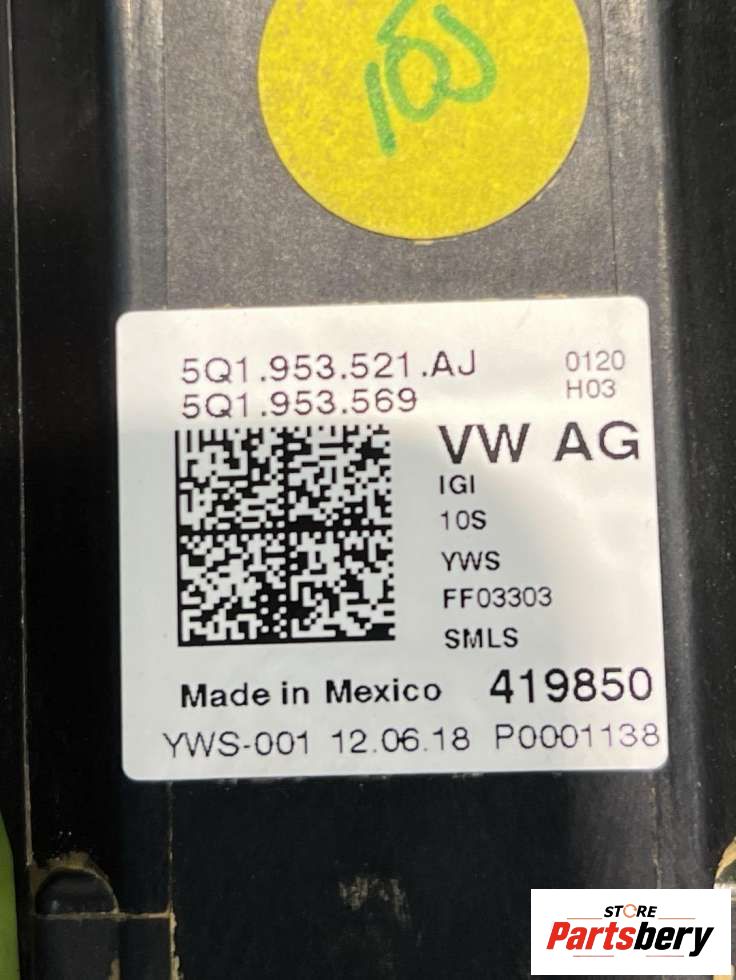 5Q1.953.521.AJ 0120
5Q1.953.569 H03
VW AG
IGI
10S
YWS
FF03303
SMLS
Made in Mexico 419850
YWS-001 12.06.18 P0001138
STORE
Partsbery